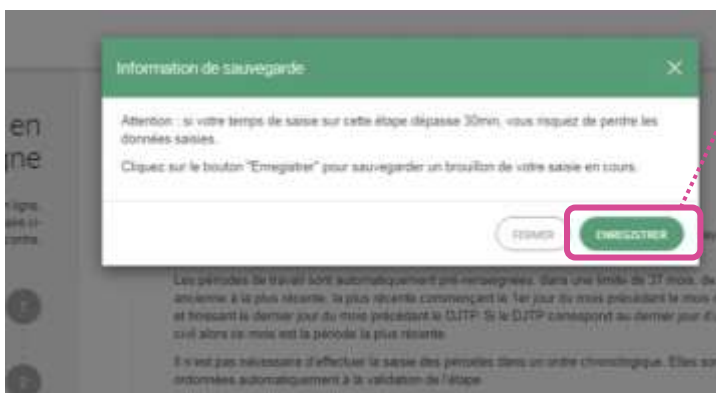 Information de sauvegarde
en
gne
Attention : si votre temps de saisie sur cette étape dépasse 30min, vous risquez de perdre les
données saisies.
Cliquez sur le bouton "Enregistrer" pour sauvegarder un brouillon de votre saisie en cours.
FERMER
ENREGISTRER
Les périodes de travail sont automatiquement pré-renseignées, dans une limite de 37 mois, de
ancienne à la plus récente, la plus récente commençant le 1er jour du mois précédant le mois
et finissant le dernier jour du mois précédant le DJTP. Si le DJTP correspond au dernier jour d'u
civil alors ce mois est la période la plus récente.
Il n'est pas nécessaire d'effectuer la saisie des périodes dans un ordre chronologique. Elles so
ordonnées automatiquement à la validation de l'étape